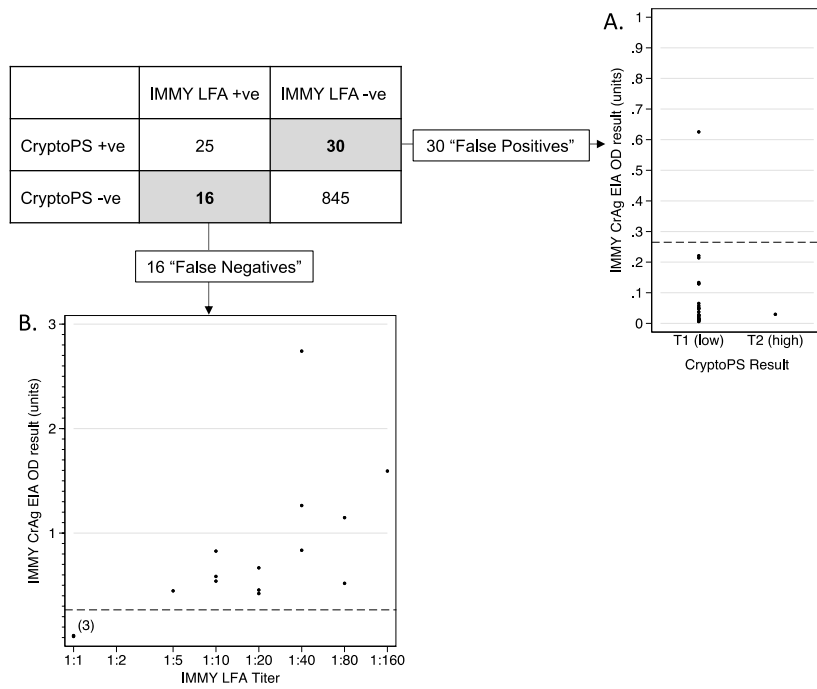 A.
IMMY LFA +ve IMMY LFA -ve
CryptoPS +ve 25 30
CryptoPS -ve 16 845
30 “False Positives”
16 “False Negatives”
IMMY CrAg EIA OD result (units)
1
.9
.8
.7
.6
.5
.4
.3
.2
.1
0
T1 (low) T2 (high)
CryptoPS Result
B.
IMMY CrAg EIA OD result (units)
3
2
1
(3)
1:1 1:2 1:5 1:10 1:20 1:40 1:80 1:160
IMMY LFA Titer